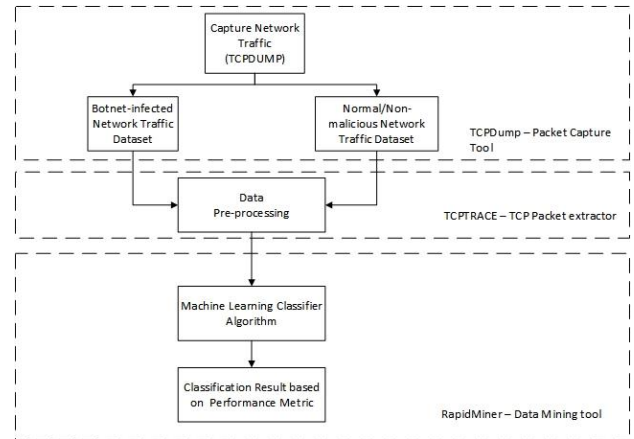 Capture Network
Traffic
(TCPDUMP)
Botnet-infected
Network Traffic
Dataset
Normal/Non-
malicious Network
Traffic Dataset
TCPDump – Packet Capture
Tool
Data
Pre-processing
TCPTRACE – TCP Packet extractor
Machine Learning Classifier
Algorithm
Classification Result based
on Performance Metric
RapidMiner – Data Mining tool